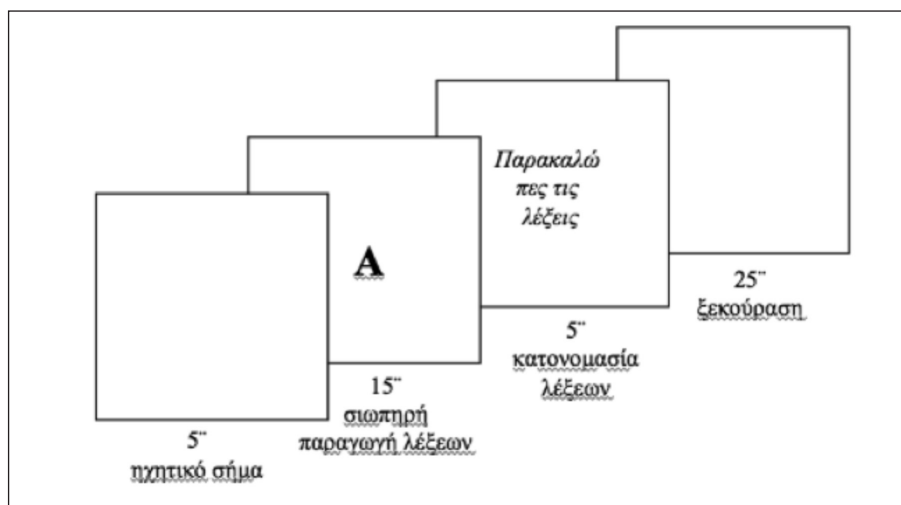 5¨
ηχητικό σήμα
A
15¨
σιωπηρή
παραγωγή λέξεων
Παρακαλώ
πες τις
λέξεις
5¨
κατονομασία
λέξεων
25¨
ξεκούραση